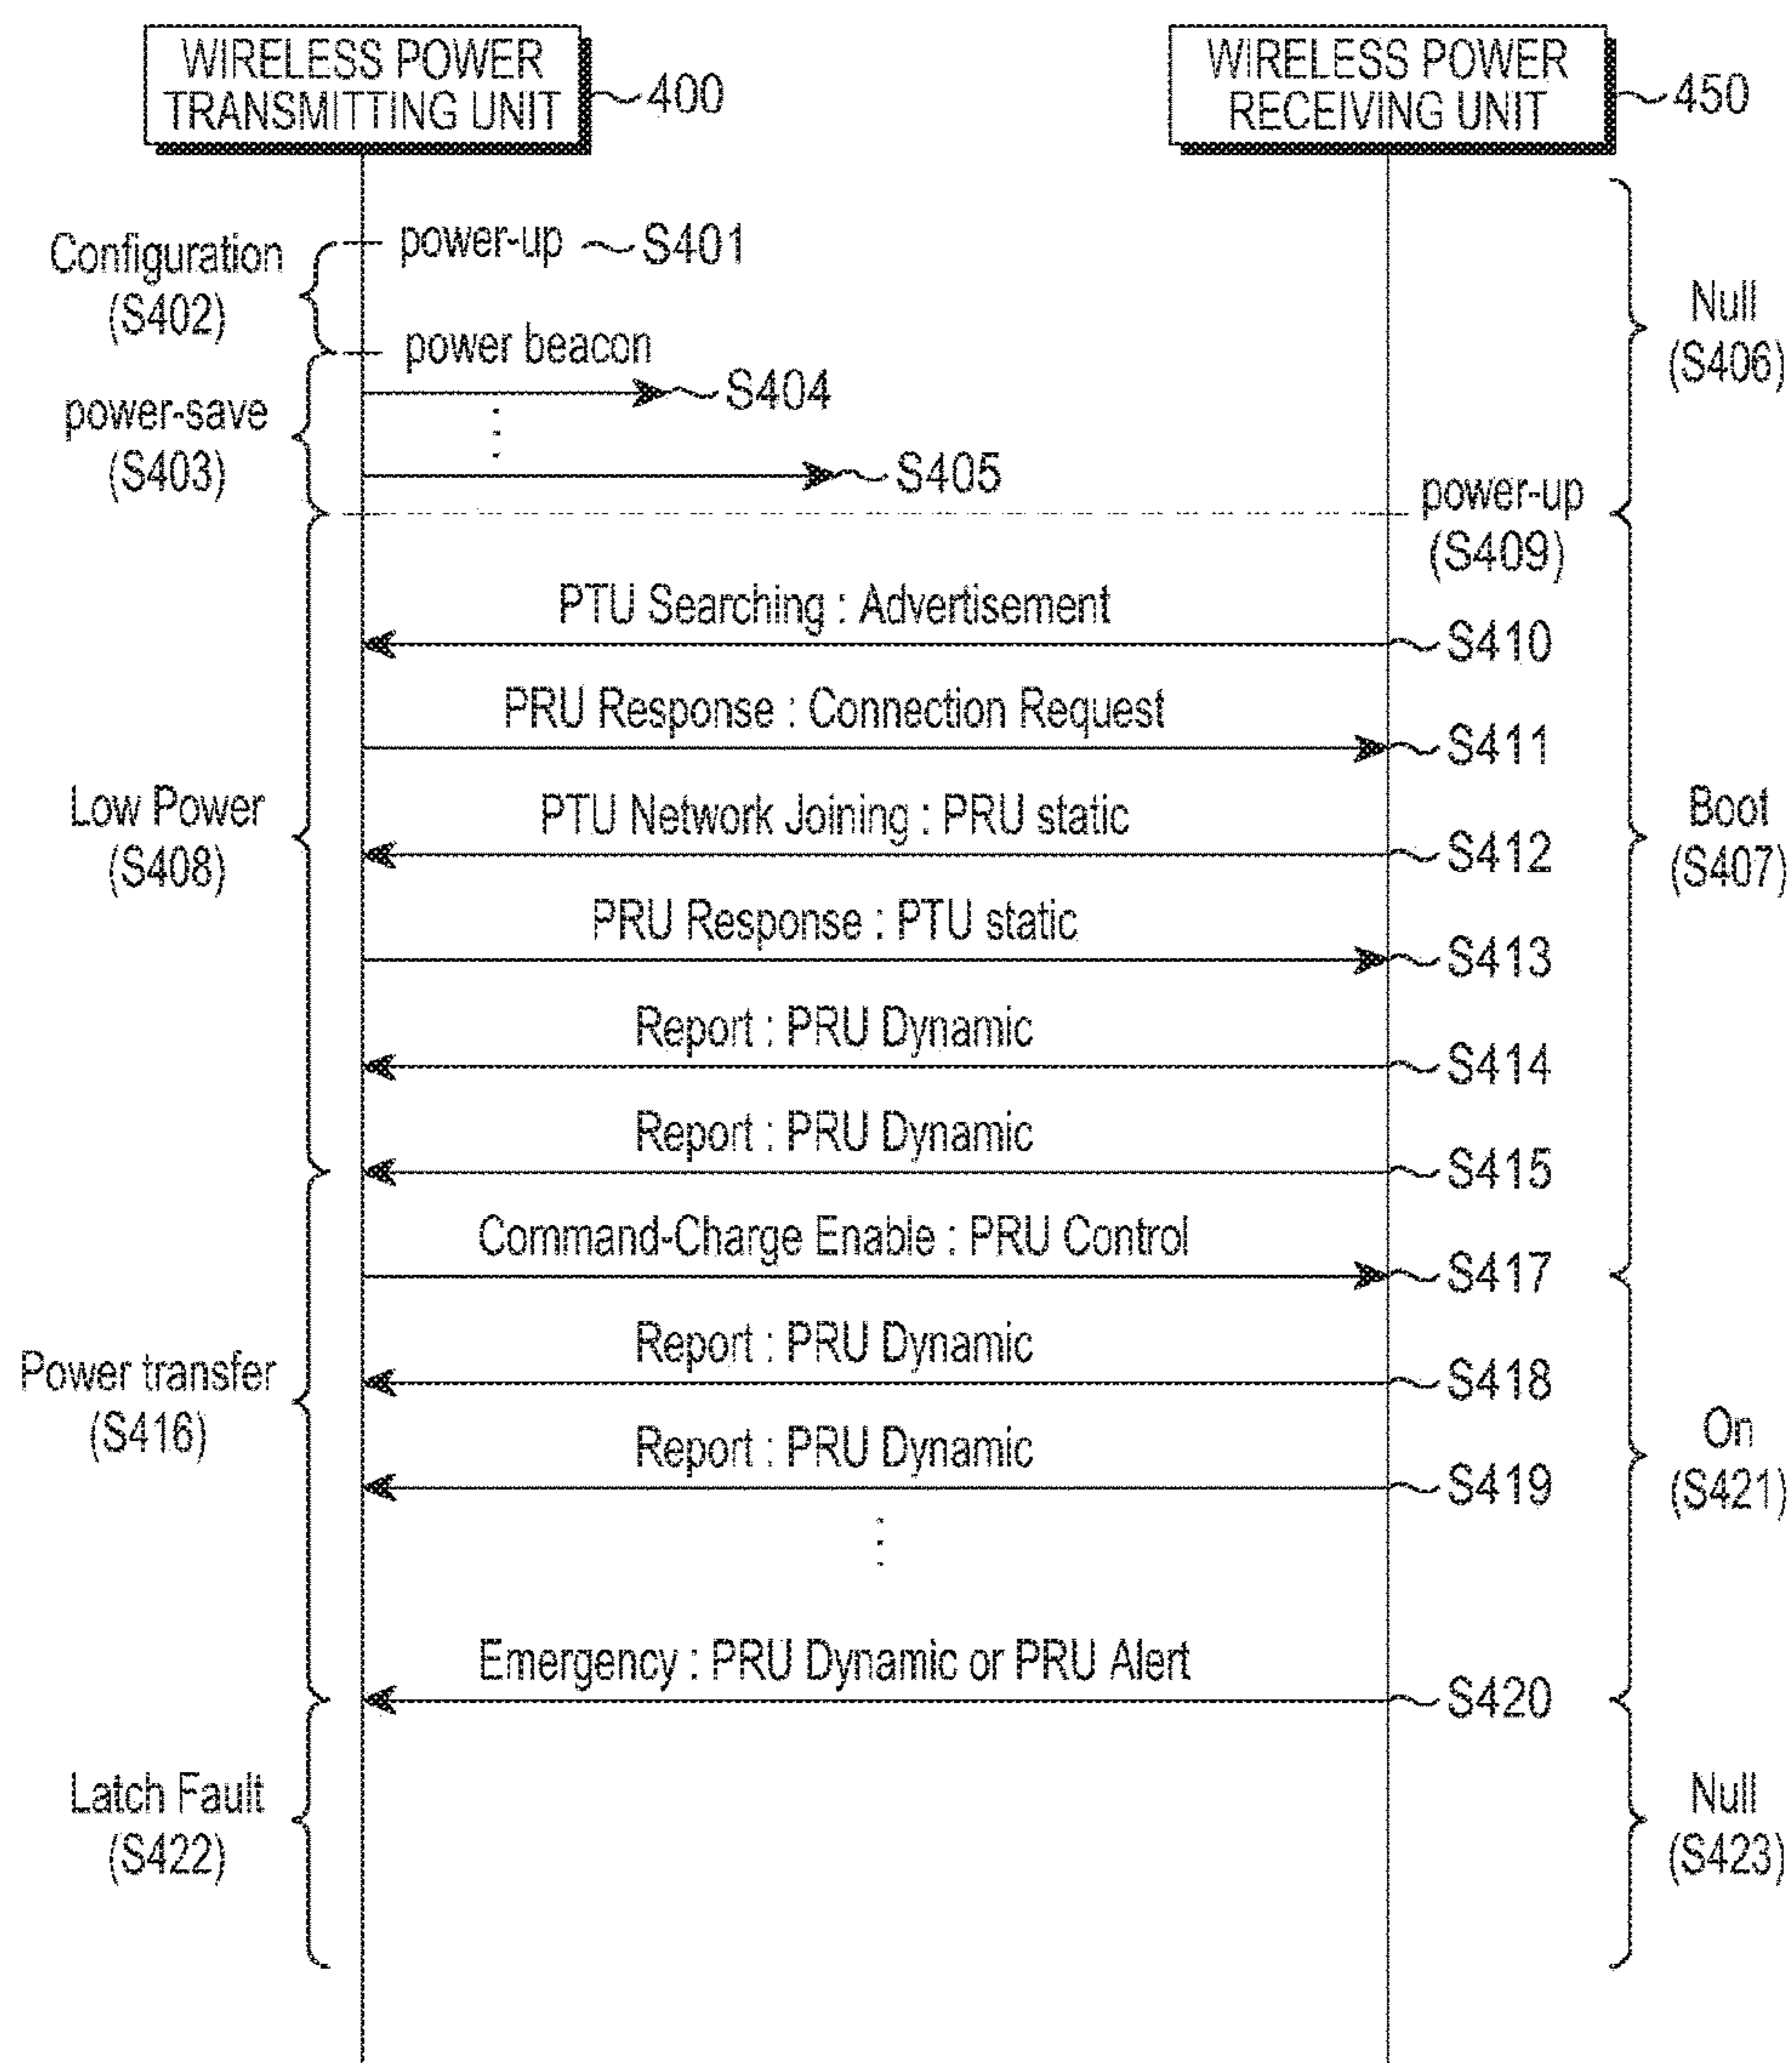 WIRELESS POWER
TRANSMITTING UNIT
400
WIRELESS POWER
RECEIVING UNIT
450
Configuration
(S402)
power-up
S401
Null
(S406)
power beacon
S404
power-save
(S403)
S405
power-up
(S409)
PTU Searching : Advertisement
S410
PRU Response : Connection Request
S411
Low Power
(S408)
PTU Network Joining : PRU static
S412
Boot
(S407)
PRU Response : PTU static
S413
Report : PRU Dynamic
S414
Report : PRU Dynamic
S415
Command-Charge Enable : PRU Control
S417
Power transfer
(S416)
Report : PRU Dynamic
S418
Report : PRU Dynamic
S419
On
(S421)
Emergency : PRU Dynamic or PRU Alert
S420
Latch Fault
(S422)
Null
(S423)